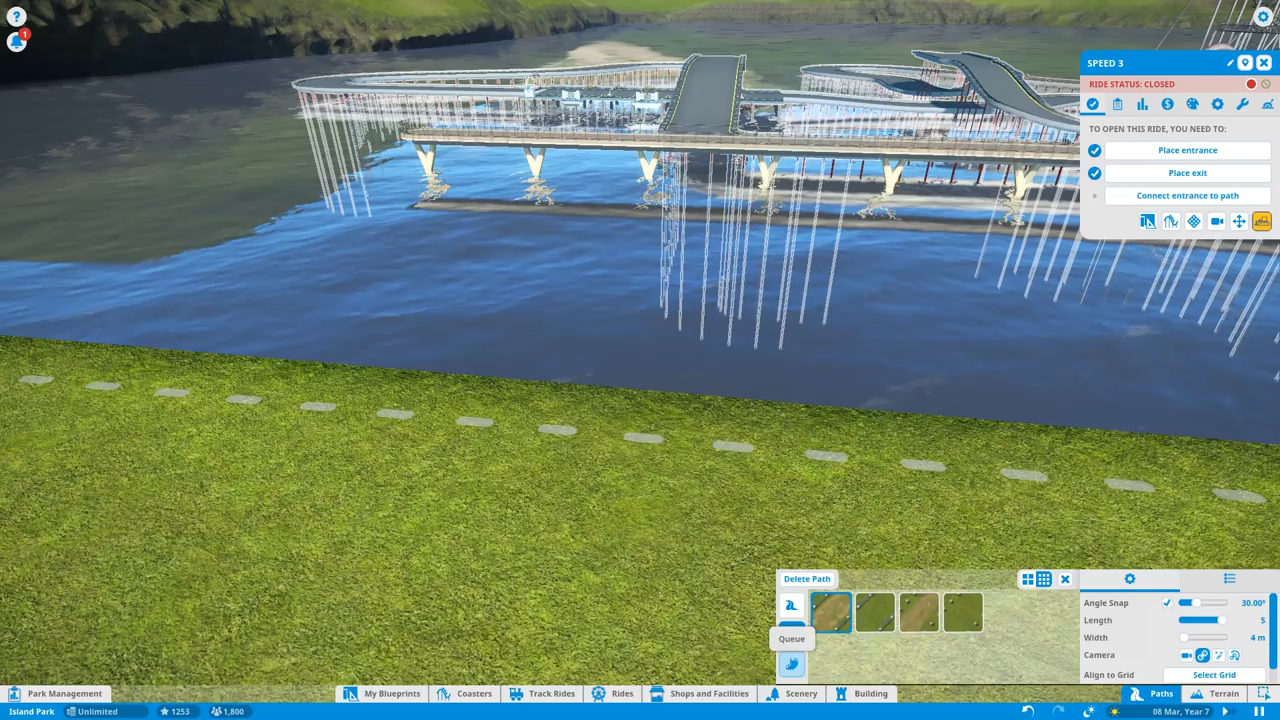 ?
1
SPEED 3
RIDE STATUS: CLOSED
TO OPEN THIS RIDE, YOU NEED TO:
Place entrance
Place exit
Connect entrance to path
Delete Path
Queue
Angle Snap 30.00°
Length 5
Width 4 m
Camera
Align to Grid Select Grid
Park Management My Blueprints Coasters Track Rides Rides Shops and Facilities Scenery Building Paths Terrain
Island Park Unlimited 1253 1,800 08 Mar, Year 7